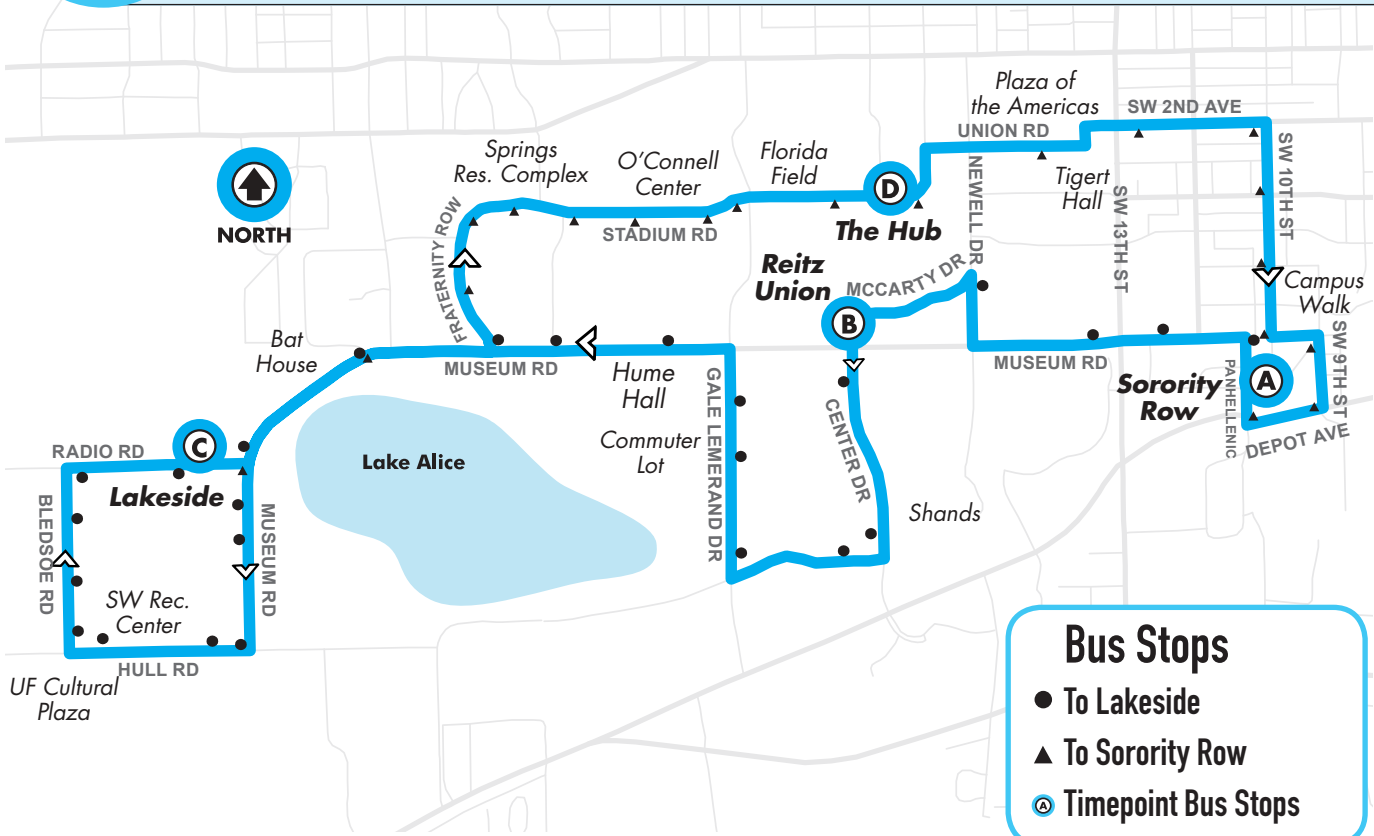 Plaza of
the Americas
SW 2ND AVE
UNION RD
Springs
Res. Complex
O'Connell
Center
Florida
Field
D
NEWELL DR
Tigert
Hall
SW 13TH ST
SW 10TH ST
NORTH
FRATERNITY ROW
STADIUM RD
The Hub
Reitz
Union
MCCARTY DR
B
Campus
Walk
Bat
House
MUSEUM RD
Hume
Hall
GALE LEMERAND DR
MUSEUM RD
Sorority
Row
PANHELLENIC
A
SW 9TH ST
DEPOT AVE
CENTER DR
Commuter
Lot
RADIO RD
C
Lakeside
Lake Alice
BLEDSOE RD
MUSEUM RD
Shands
SW Rec.
Center
HULL RD
UF Cultural
Plaza
Bus Stops
To Lakeside
To Sorority Row
A Timepoint Bus Stops